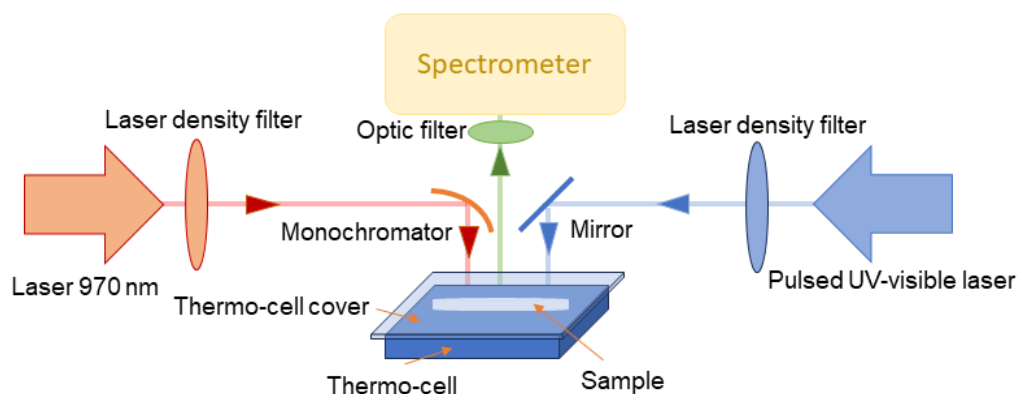 Spectrometer
Laser density filter
Optic filter
Laser density filter
Monochromator
Mirror
Laser 970 nm
Pulsed UV-visible laser
Thermo-cell cover
Thermo-cell
Sample